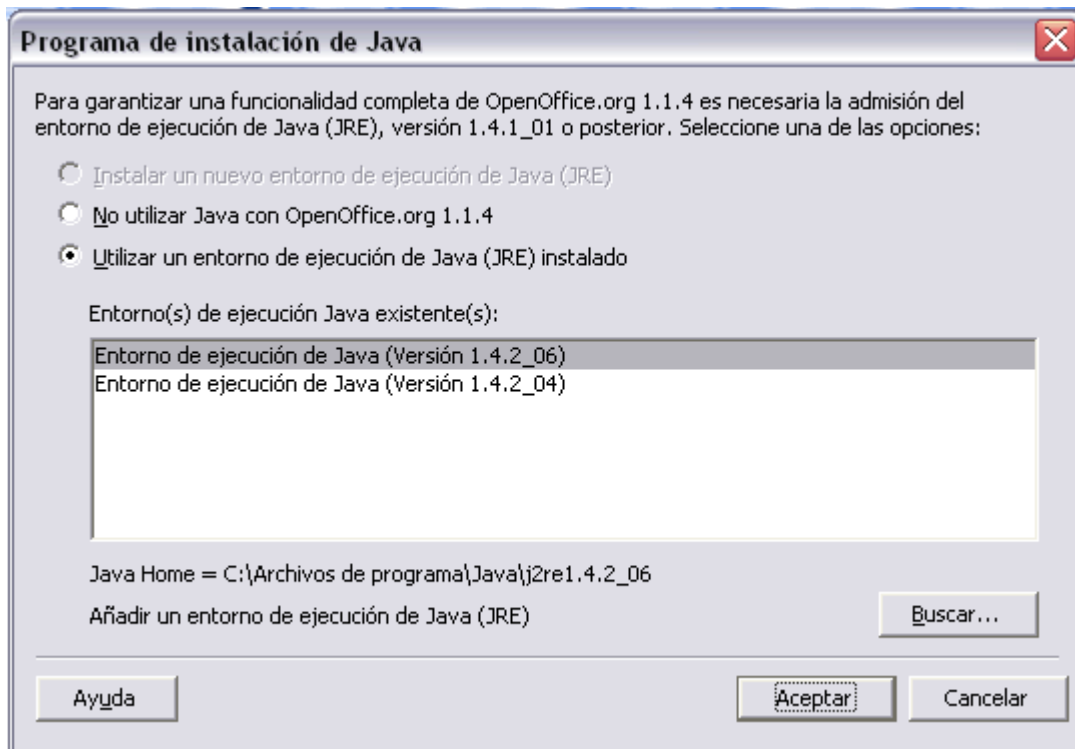 Programa de instalación de Java
Para garantizar una funcionalidad completa de OpenOffice.org 1.1.4 es necesaria la admisión del
entorno de ejecución de Java (JRE), versión 1.4.1_01 o posterior. Seleccione una de las opciones:
Instalar un nuevo entorno de ejecución de Java (JRE)
No utilizar Java con OpenOffice.org 1.1.4
Utilizar un entorno de ejecución de Java (JRE) instalado
Entorno(s) de ejecución Java existente(s):
Entorno de ejecución de Java (Versión 1.4.2_06)
Entorno de ejecución de Java (Versión 1.4.2_04)
Java Home = C:\Archivos de programa\Java\j2re1.4.2_06
Añadir un entorno de ejecución de Java (JRE)
Buscar...
Ayuda
Aceptar
Cancelar